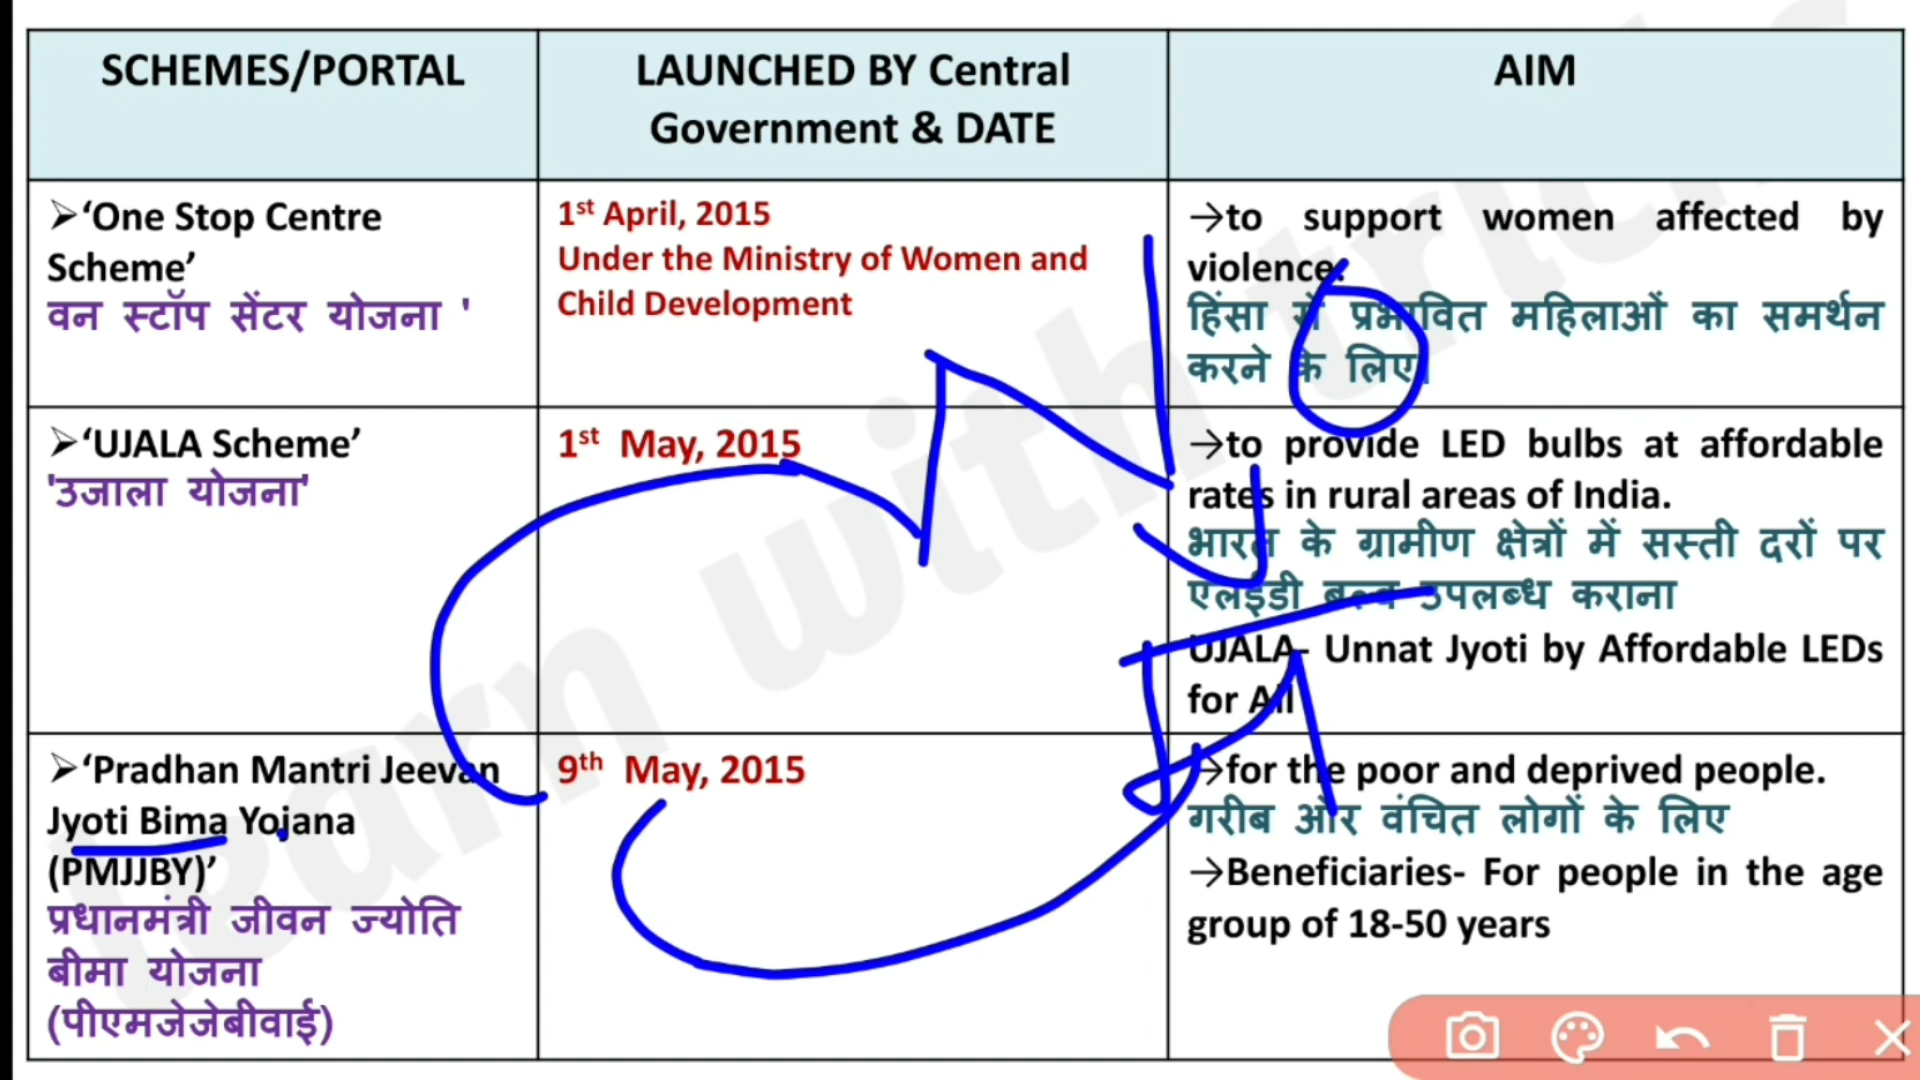 SCHEMES/PORTAL
LAUNCHED BY Central
Government & DATE
AIM
➢‘One Stop Centre
Scheme’
वन स्टॉप सेंटर योजना '
1st April, 2015
Under the Ministry of Women and
Child Development
→to support women affected by
violence.
हिंसा से प्रभावित महिलाओं का समर्थन
करने के लिए।
➢‘UJALA Scheme’
'उजाला योजना'
1st May, 2015
→to provide LED bulbs at affordable
rates in rural areas of India.
भारत के ग्रामीण क्षेत्रों में सस्ती दरों पर
एलईडी बल्ब उपलब्ध कराना
UJALA- Unnat Jyoti by Affordable LEDs
for All
➢‘Pradhan Mantri Jeevan
Jyoti Bima Yojana
(PMJJBY)’
प्रधानमंत्री जीवन ज्योति
बीमा योजना
(पीएमजेजेबीवाई)
9th May, 2015
→for the poor and deprived people.
गरीब और वंचित लोगों के लिए
→Beneficiaries- For people in the age
group of 18-50 years
learn with tric